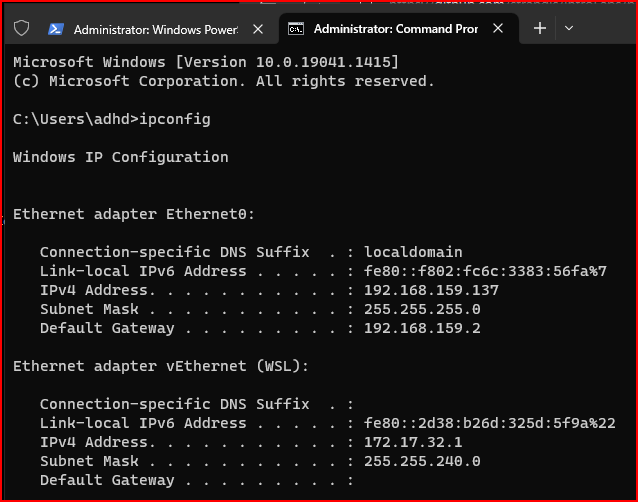 Administrator: Windows PowerS
Administrator: Command Pror
Microsoft Windows [Version 10.0.19041.1415]
(c) Microsoft Corporation. All rights reserved.
C:\Users\adhd>ipconfig
Windows IP Configuration
Ethernet adapter Ethernet0:
Connection-specific DNS Suffix  . : localdomain
Link-local IPv6 Address . . . . . : fe80::f802:fc6c:3383:56fa%7
IPv4 Address. . . . . . . . . . . : 192.168.159.137
Subnet Mask . . . . . . . . . . . : 255.255.255.0
Default Gateway . . . . . . . . . : 192.168.159.2
Ethernet adapter vEthernet (WSL):
Connection-specific DNS Suffix  . :
Link-local IPv6 Address . . . . . : fe80::2d38:b26d:325d:5f9a%22
IPv4 Address. . . . . . . . . . . : 172.17.32.1
Subnet Mask . . . . . . . . . . . : 255.255.240.0
Default Gateway . . . . . . . . . :